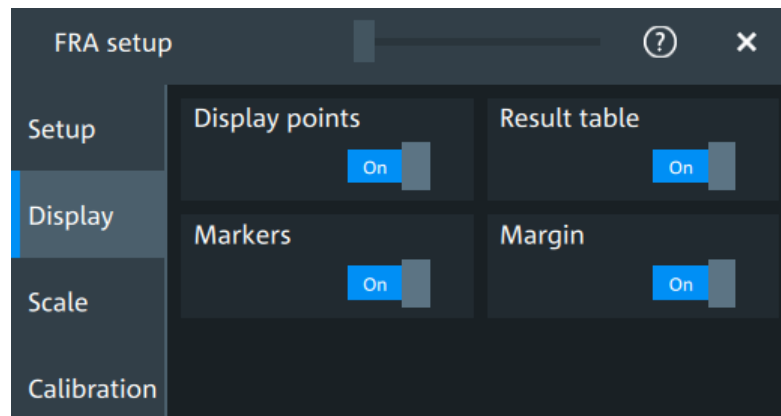 FRA setup
?
Setup
Display
Scale
Calibration
Display points
On
Result table
On
Markers
On
Margin
On